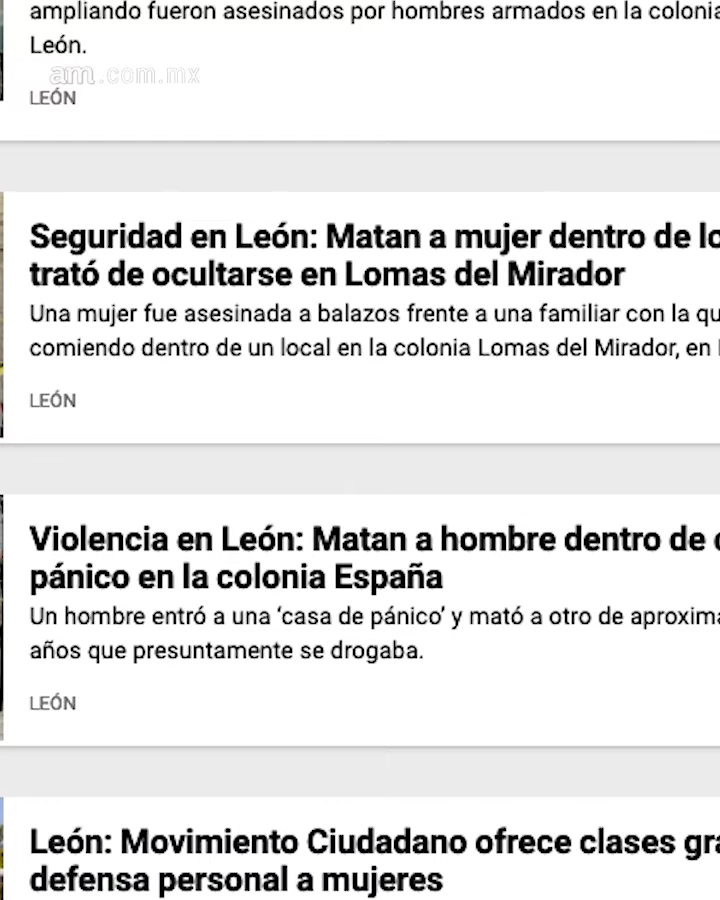 ampliando fueron asesinados por hombres armados en la colonia
León.
am.com.mx
LEÓN
Seguridad en León: Matan a mujer dentro de
trató de ocultarse en Lomas del Mirador
Una mujer fue asesinada a balazos frente a una familiar con la
comiendo dentro de un local en la colonia Lomas del Mirador, en
LEÓN
Violencia en León: Matan a hombre dentro de
pánico en la colonia España
Un hombre entró a una ‘casa de pánico’ y mató a otro de
años que presuntamente se drogaba.
LEÓN
León: Movimiento Ciudadano ofrece clases
defensa personal a mujeres